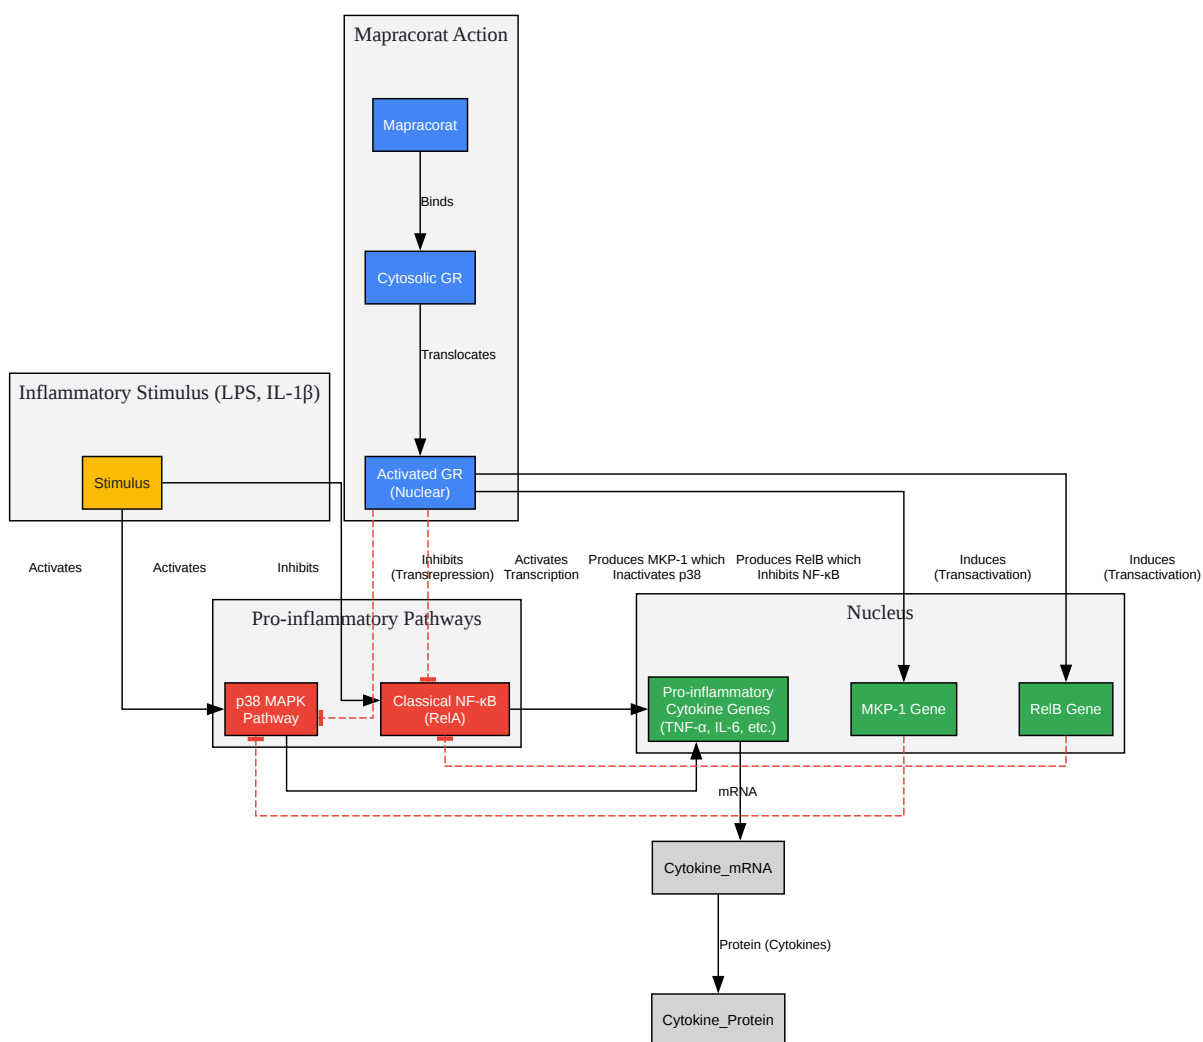 Mapracorat Action
Mapracorat
Binds
Cytosolic GR
Translocates
Inflammatory Stimulus (LPS, IL-1β)
Stimulus
Activated GR
(Nuclear)
Activates
Activates
Inhibits
Inhibits
(Transrepression)
Activates
Transcription
Produces MKP-1 which
Inactivates p38
Produces RelB which
Inhibits NF-κB
Induces
(Transactivation)
Induces
(Transactivation)
Pro-inflammatory Pathways
p38 MAPK
Pathway
Classical NF-κB
(RelA)
Nucleus
Pro-inflammatory
Cytokine Genes
(TNF-α, IL-6, etc.)
MKP-1 Gene
RelB Gene
mRNA
Cytokine_mRNA
Protein (Cytokines)
Cytokine_Protein